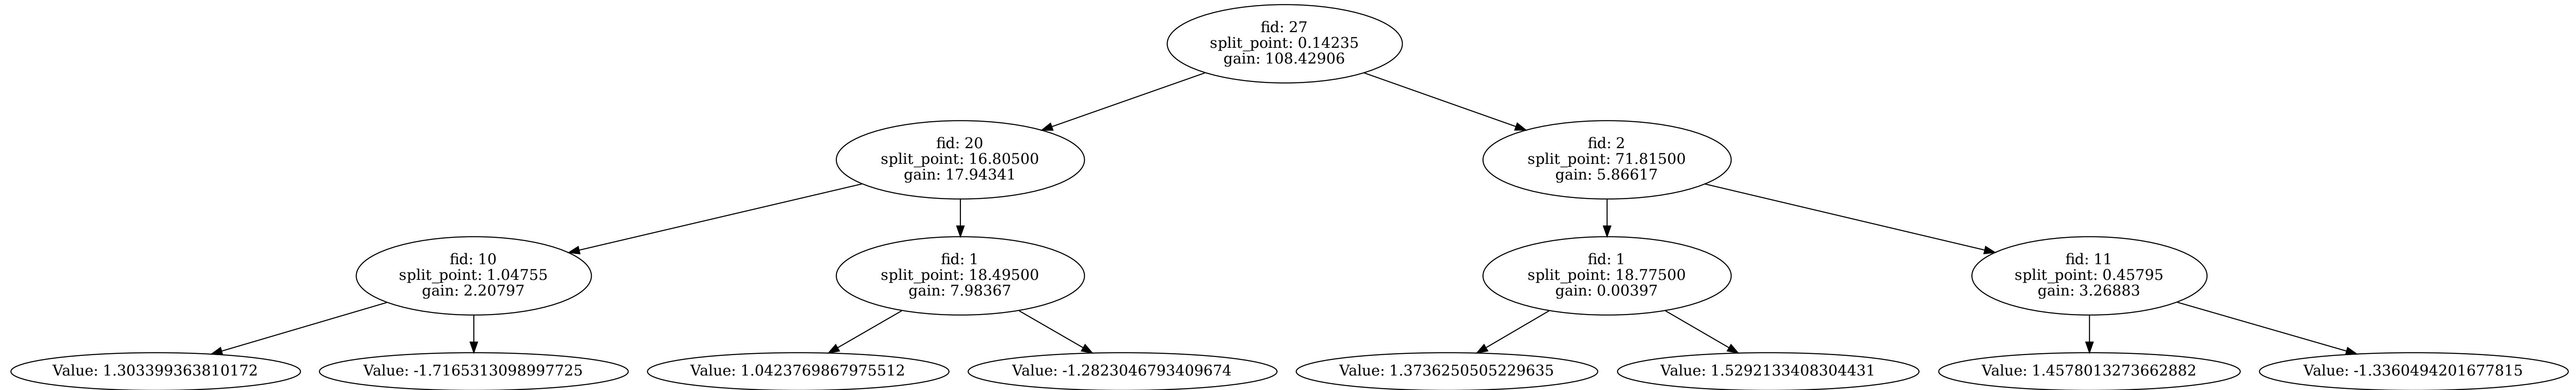 fid: 27
split_point: 0.14235
gain: 108.42906
fid: 20
split_point: 16.80500
gain: 17.94341
fid: 2
split_point: 71.81500
gain: 5.86617
fid: 10
split_point: 1.04755
gain: 2.20797
fid: 1
split_point: 18.49500
gain: 7.98367
fid: 1
split_point: 18.77500
gain: 0.00397
fid: 11
split_point: 0.45795
gain: 3.26883
Value: 1.303399363810172
Value: -1.7165313098997725
Value: 1.0423769867975512
Value: -1.2823046793409674
Value: 1.3736250505229635
Value: 1.5292133408304431
Value: 1.4578013273662882
Value: -1.3360494201677815